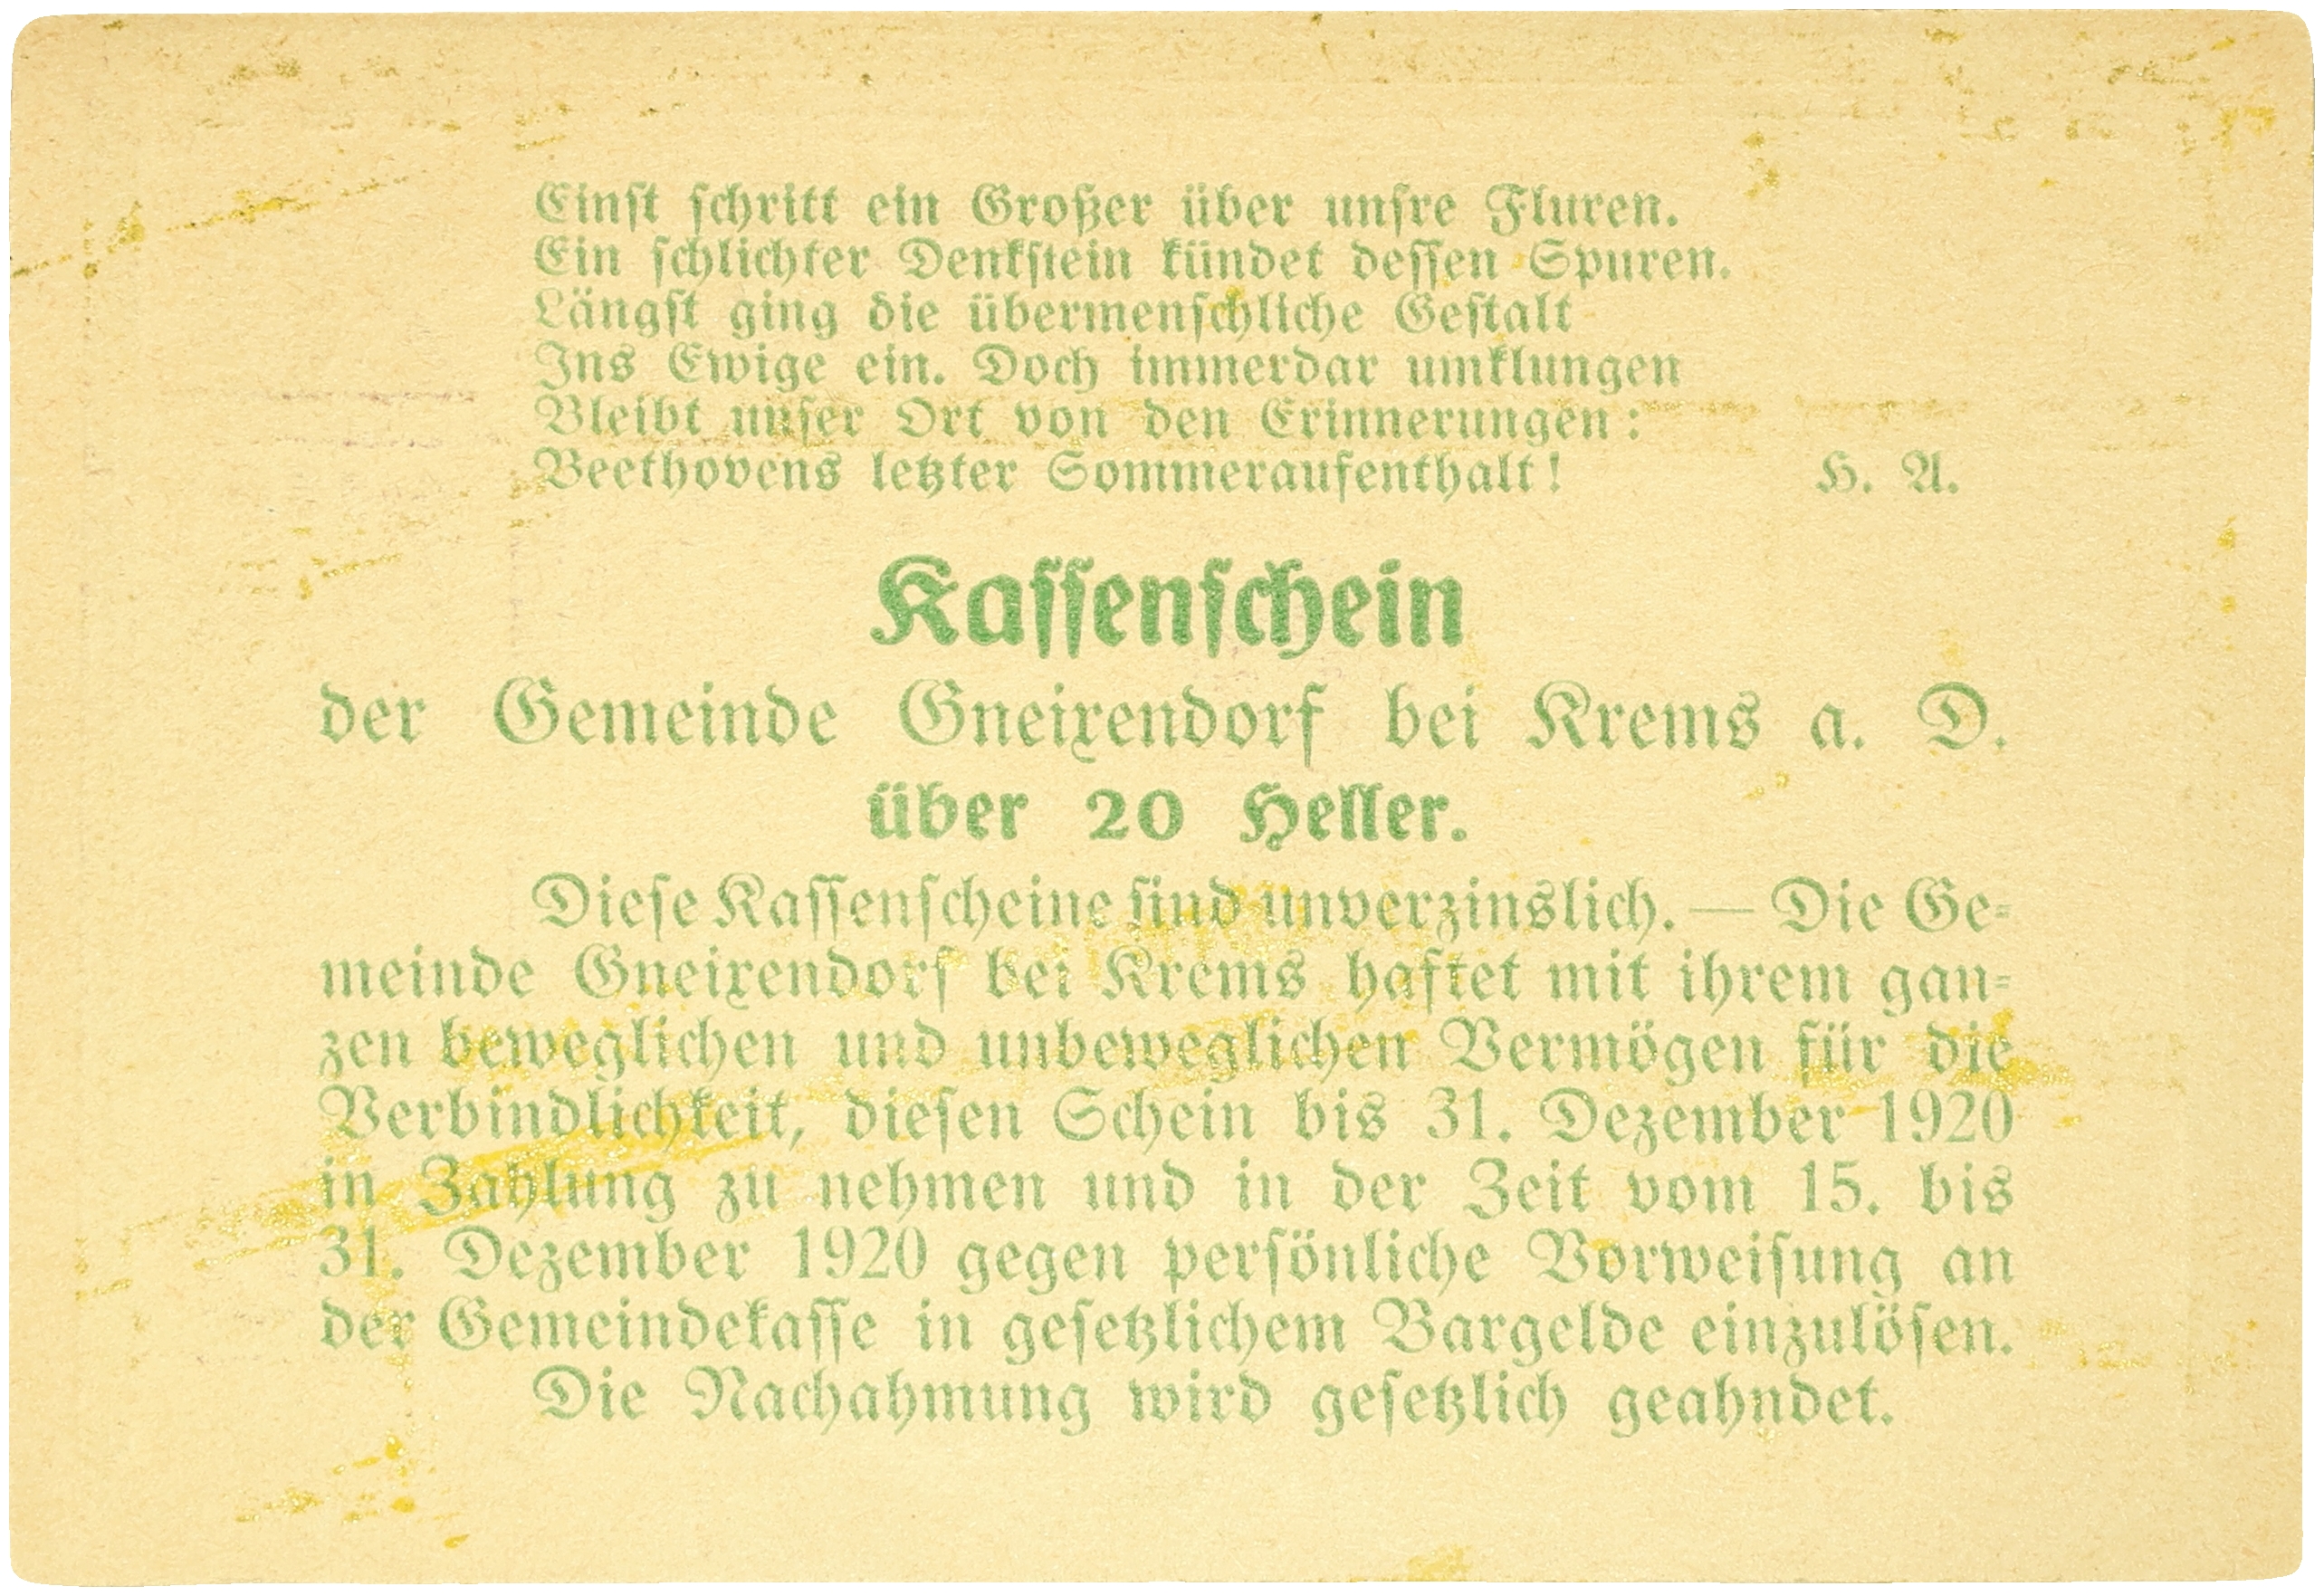 Einst schritt ein Großer über unsre Fluren.
Ein schlichter Denkstein kündet dessen Spuren.
Längst ging die übermenschliche Gestalt
Ins Ewige ein. Doch immerdar umklungen
Bleibt unser Ort von den Erinnerungen:
Beethovens letzter Sommeraufenthalt! H. A.
Kassenschein
der Gemeinde Gneixendorf bei Krems a. D.
über 20 Heller.
Diese Kassenscheine sind unverzinslich. — Die Ge-
meinde Gneixendorf bei Krems haftet mit ihrem gan-
zen beweglichen und unbeweglichen Vermögen für die
Verbindlichkeit, diesen Schein bis 31. Dezember 1920
in Zahlung zu nehmen und in der Zeit vom 15. bis
31. Dezember 1920 gegen persönliche Vorweisung an
der Gemeindekasse in gesetzlichem Bargelde einzulösen.
Die Nachahmung wird gesetzlich geahndet.